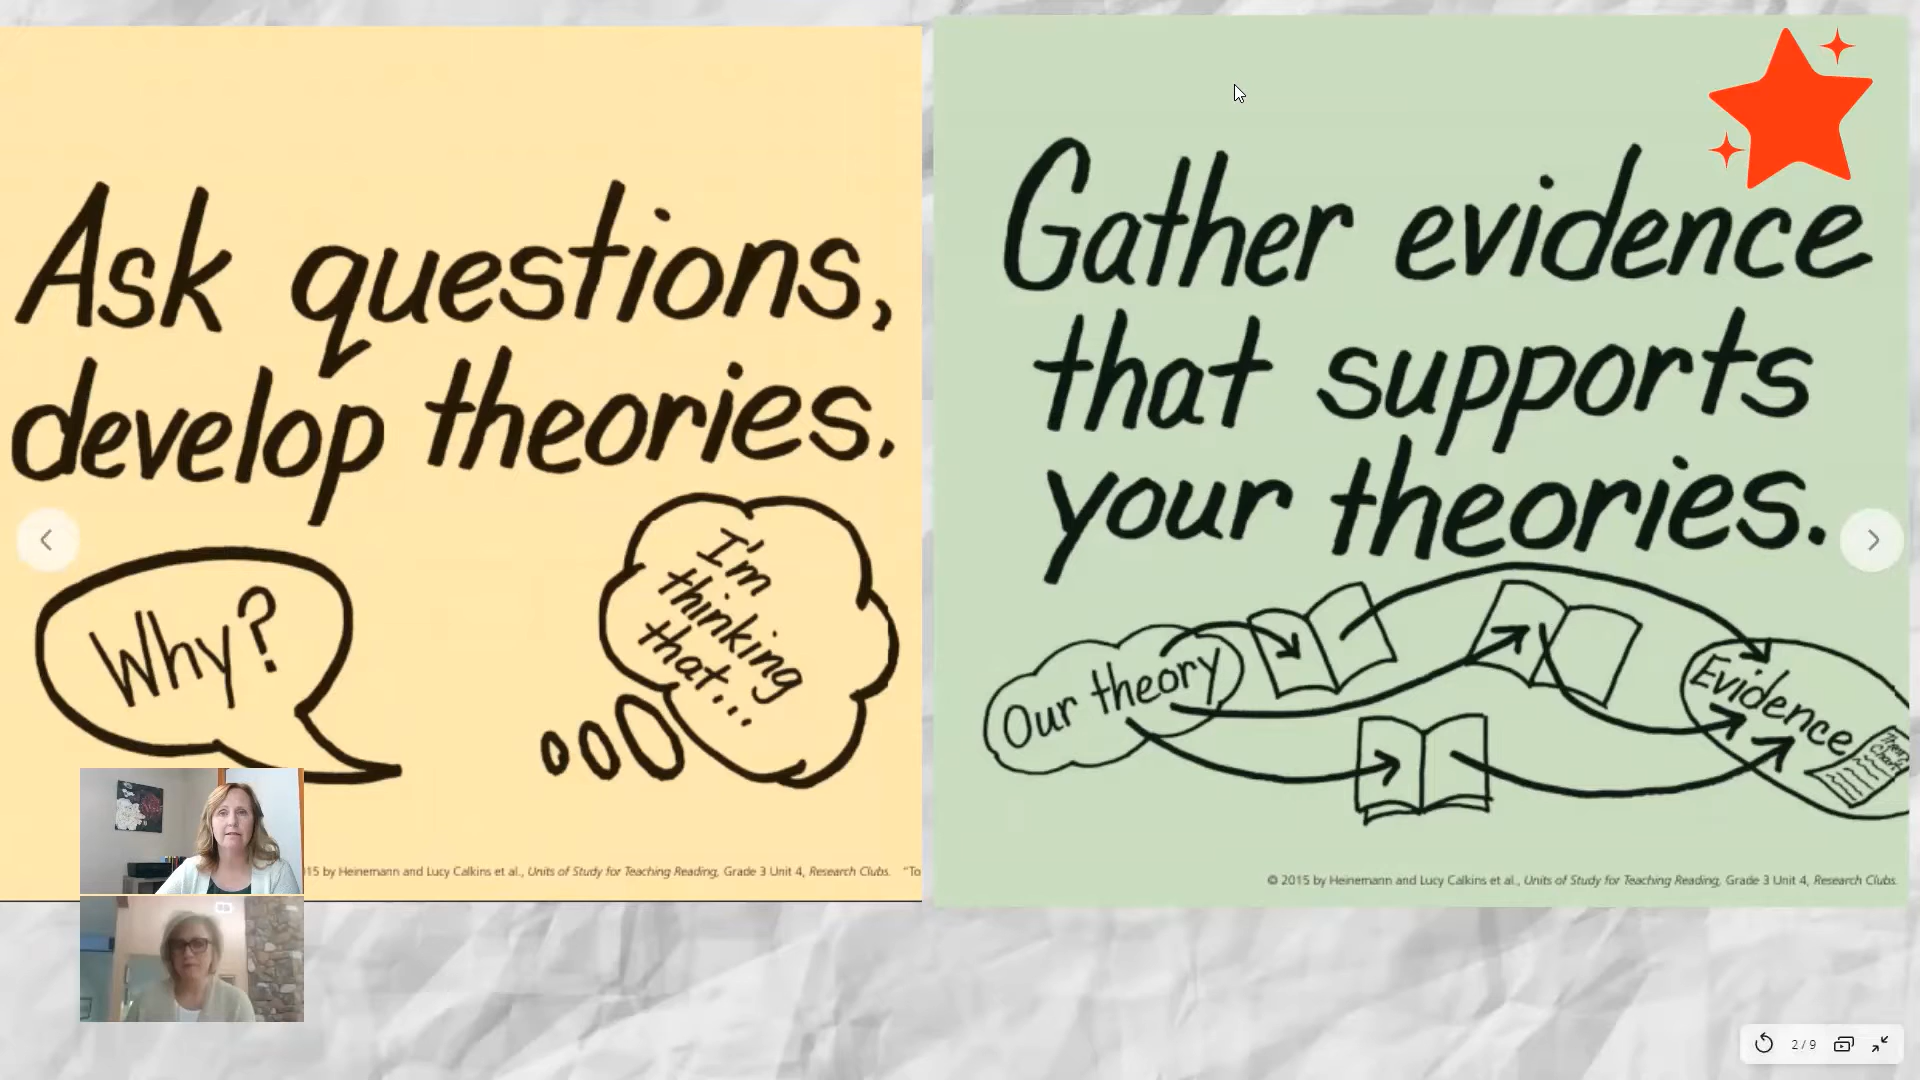 Ask questions,
develop theories.
Why?
I'm
thinking
that...
15 by Heinemann and Lucy Calkins et al., Units of Study for Teaching Reading, Grade 3 Unit 4, Research Clubs. “To
Gather evidence
that supports
your theories.
Our theory
Evidence
© 2015 by Heinemann and Lucy Calkins et al., Units of Study for Teaching Reading, Grade 3 Unit 4, Research Clubs.
2 / 9